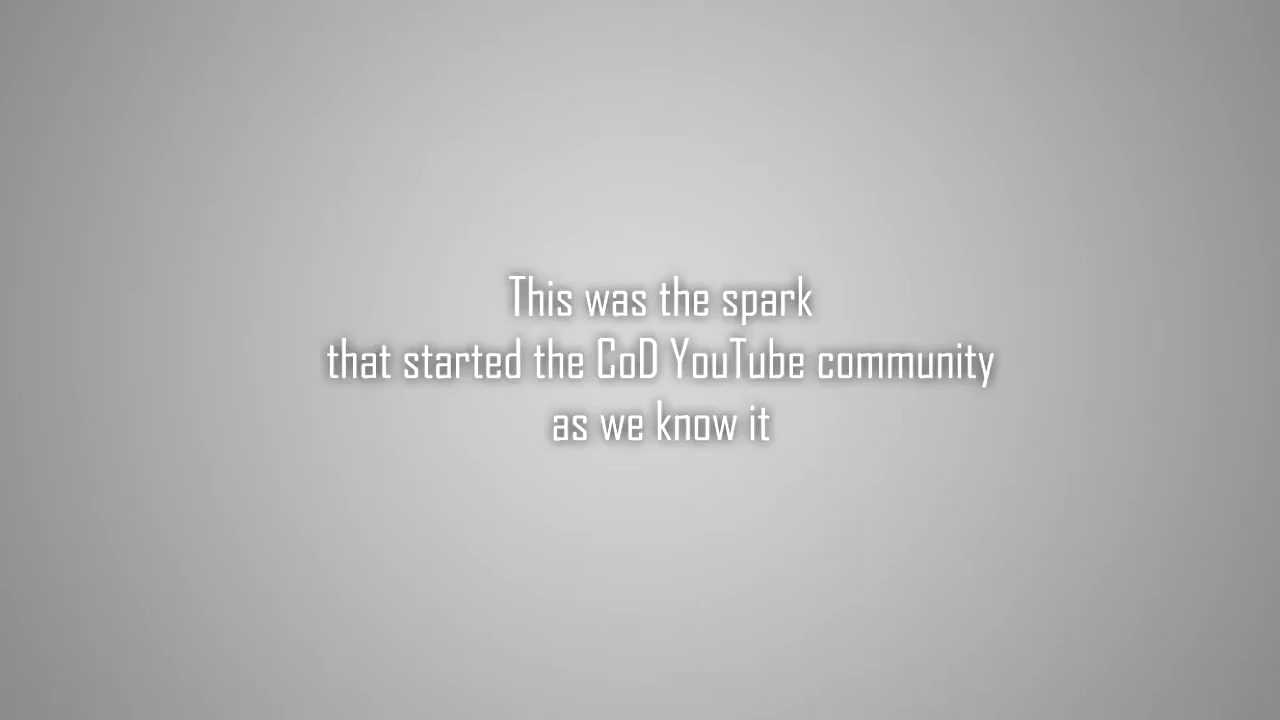 This was the spark
that started the CoD YouTube community
as we know it